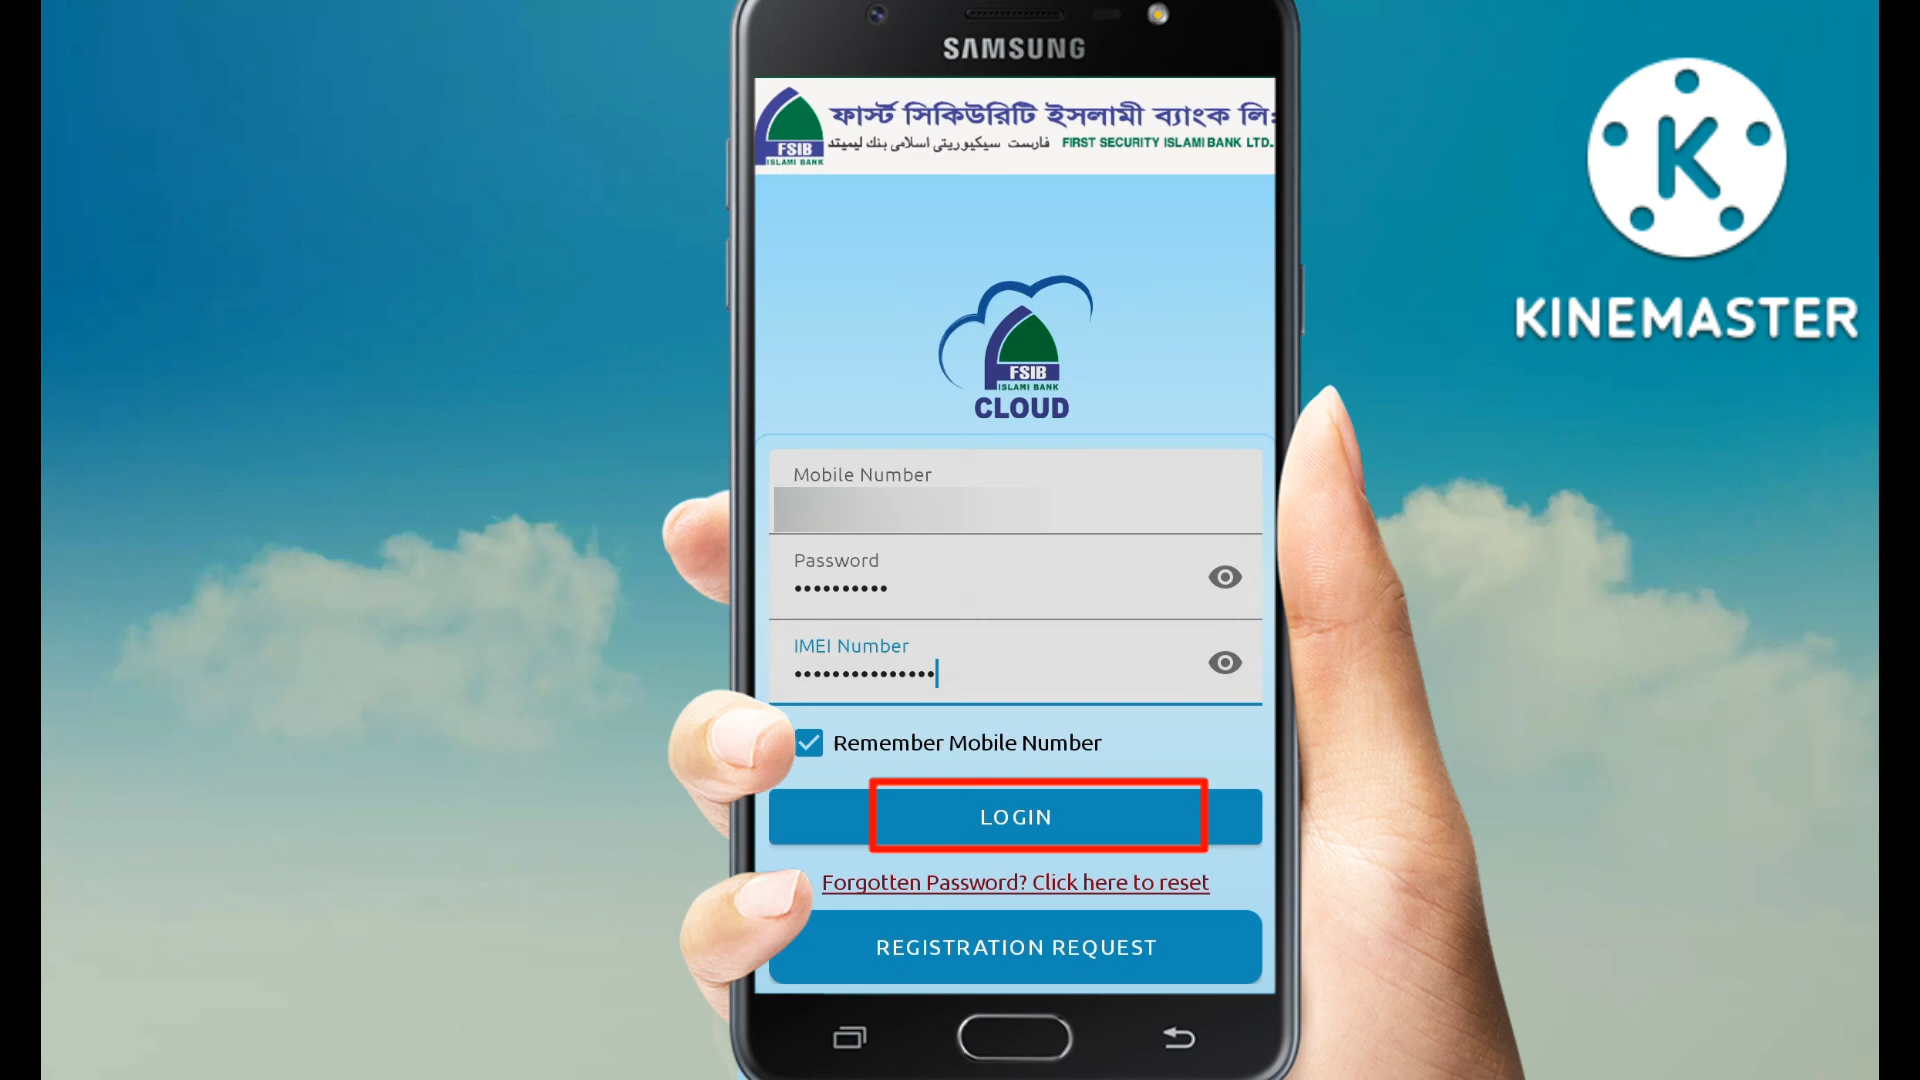 SAMSUNG
ফার্স্ট সিকিউরিটি ইসলামী ব্যাংক লিঃ
فارست سيكيوريتى اسلامى بنك ليميتد FIRST SECURITY ISLAMI BANK LTD.
FSIB
ISLAMI BANK
K
KINEMASTER
FSIB
ISLAMI BANK
CLOUD
Mobile Number
Password
••••••••••
IMEI Number
•••••••••••••••
Remember Mobile Number
LOGIN
Forgotten Password? Click here to reset
REGISTRATION REQUEST